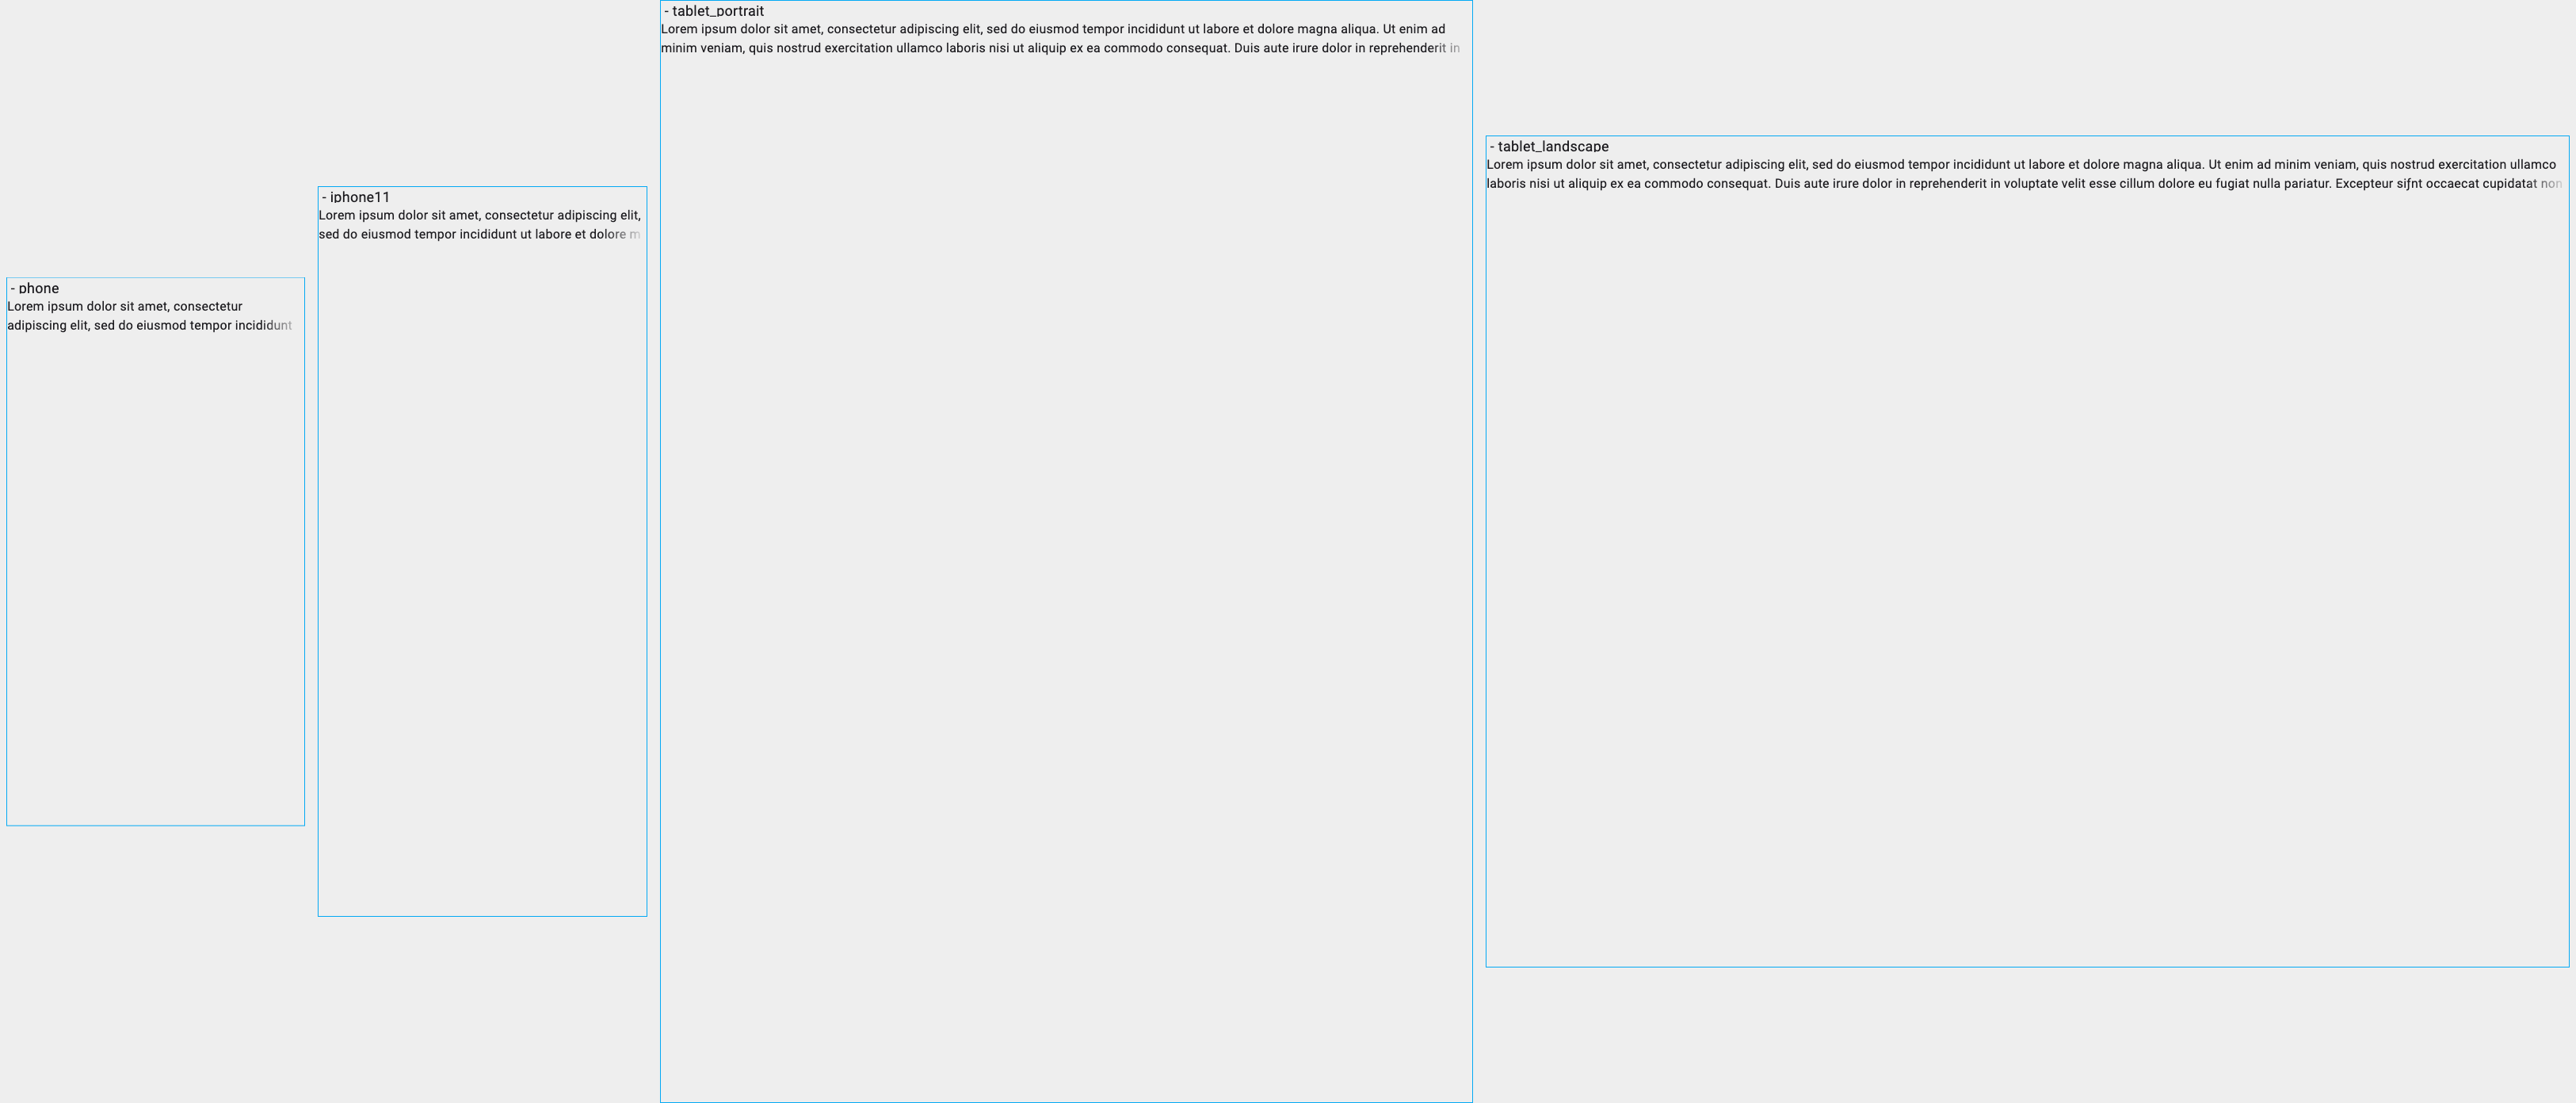 - phone
Lorem ipsum dolor sit amet, consectetur
adipiscing elit, sed do eiusmod tempor incididunt
- iphone11
Lorem ipsum dolor sit amet, consectetur adipiscing elit,
sed do eiusmod tempor incididunt ut labore et dolore m
- tablet_portrait
Lorem ipsum dolor sit amet, consectetur adipiscing elit, sed do eiusmod tempor incididunt ut labore et dolore magna aliqua. Ut enim ad
minim veniam, quis nostrud exercitation ullamco laboris nisi ut aliquip ex ea commodo consequat. Duis aute irure dolor in reprehenderit in
- tablet_landscape
Lorem ipsum dolor sit amet, consectetur adipiscing elit, sed do eiusmod tempor incididunt ut labore et dolore magna aliqua. Ut enim ad minim veniam, quis nostrud exercitation ullamco
laboris nisi ut aliquip ex ea commodo consequat. Duis aute irure dolor in reprehenderit in voluptate velit esse cillum dolore eu fugiat nulla pariatur. Excepteur siƒnt occaecat cupidatat non